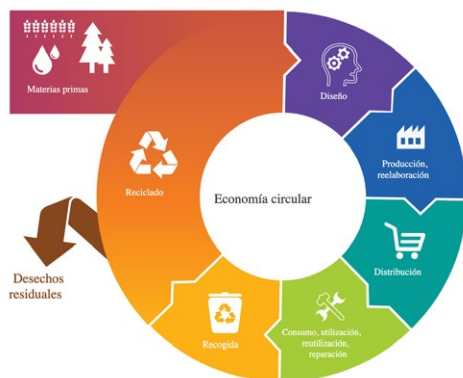 Materias primas
Diseño
Producción,
reelaboración
Reciclado
Economía circular
Distribución
Desechos
residuales
Recogida
Consumo, utilización,
reutilización,
reparación